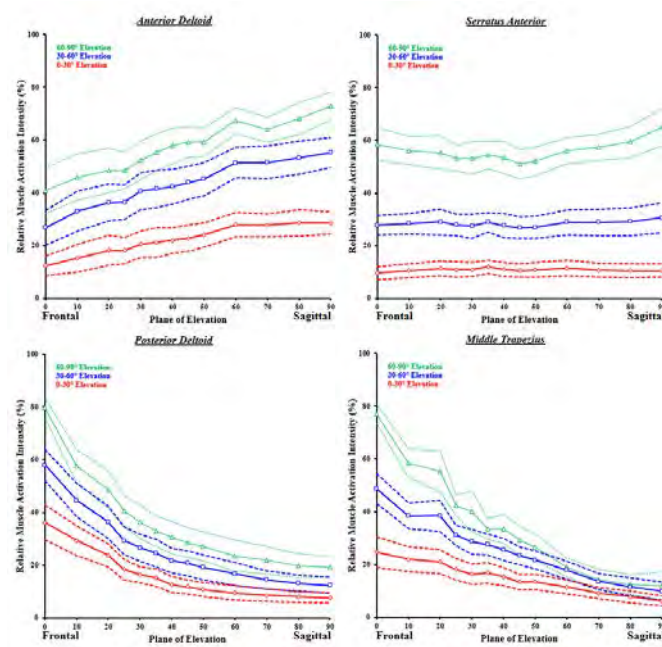 Anterior Deltoid
Relative Muscle Activation Intensity (%)
100
80
60
40
20
0
60-90° Elevation
30-60° Elevation
0-30° Elevation
0 10 20 30 40 50 60 70 80 90
Frontal Plane of Elevation Sagittal
Serratus Anterior
Relative Muscle Activation Intensity (%)
100
80
60
40
20
0
60-90° Elevation
30-60° Elevation
0-30° Elevation
0 10 20 30 40 50 60 70 80 90
Frontal Plane of Elevation Sagittal
Posterior Deltoid
Relative Muscle Activation Intensity (%)
100
80
60
40
20
0
60-90° Elevation
30-60° Elevation
0-30° Elevation
0 10 20 30 40 50 60 70 80 90
Frontal Plane of Elevation Sagittal
Middle Trapezius
Relative Muscle Activation Intensity (%)
100
80
60
40
20
0
60-90° Elevation
30-60° Elevation
0-30° Elevation
0 10 20 30 40 50 60 70 80 90
Frontal Plane of Elevation Sagittal